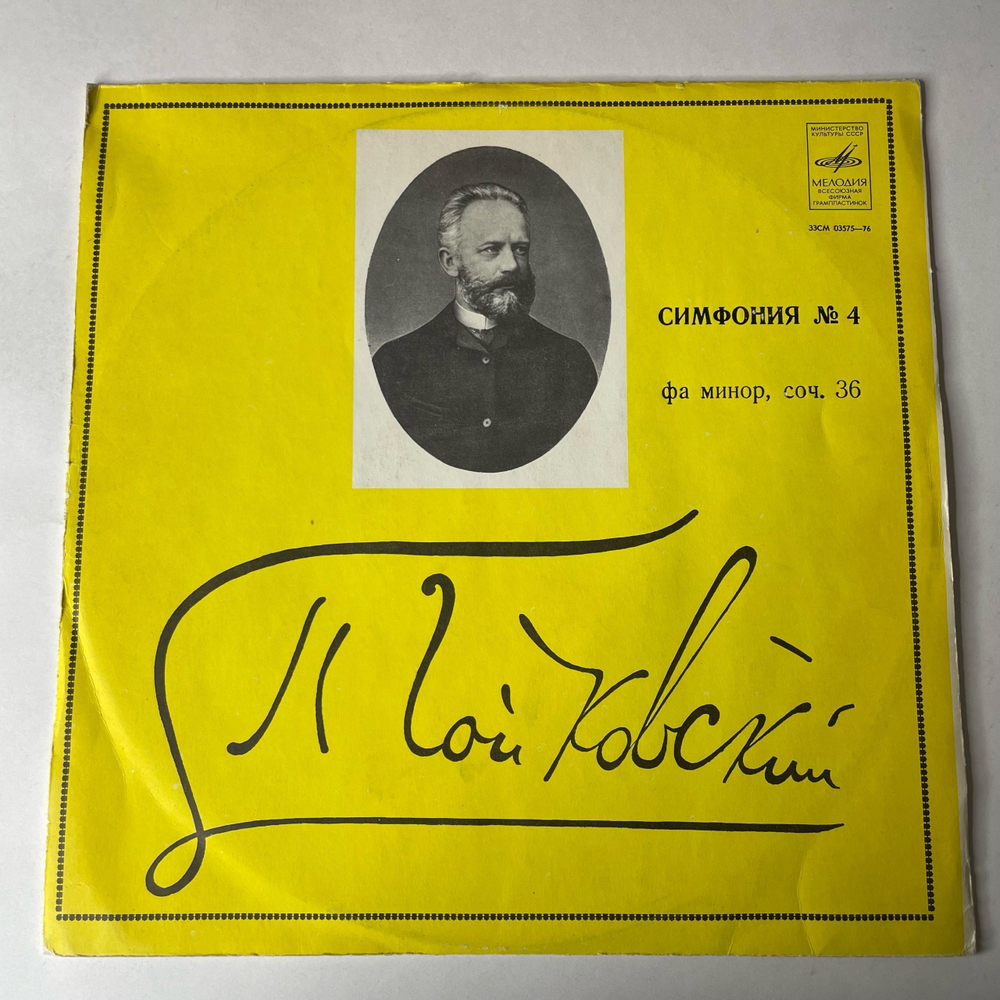 МИНИСТЕРСТВО
КУЛЬТУРЫ СССР
МЕЛОДИЯ
ВСЕСОЮЗНАЯ
ФИРМА
ГРАМПЛАСТИНОК
33СМ 03575—76
СИМФОНИЯ № 4
фа минор, соч. 36
П Чайковский